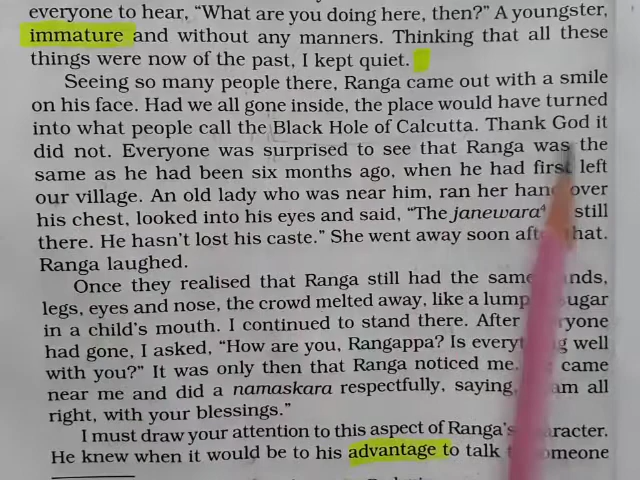 everyone to hear, “What are you doing here, then?” A youngster,
immature and without any manners. Thinking that all these
things were now of the past, I kept quiet.
Seeing so many people there, Ranga came out with a smile
on his face. Had we all gone inside, the place would have turned
into what people call the Black Hole of Calcutta. Thank God it
did not. Everyone was surprised to see that Ranga was the
same as he had been six months ago, when he had first left
our village. An old lady who was near him, ran her hand over
his chest, looked into his eyes and said, “The janewara still
there. He hasn’t lost his caste.” She went away soon after that.
Ranga laughed.
Once they realised that Ranga still had the same
legs, eyes and nose, the crowd melted away, like a lump sugar
in a child’s mouth. I continued to stand there. After
had gone, I asked, “How are you, Rangappa? Is well
with you?” It was only then that Ranga noticed me. came
near me and did a namaskara respectfully, saying, am all
right, with your blessings.”
I must draw your attention to this aspect of Ranga’s character.
He knew when it would be to his advantage to talk someone